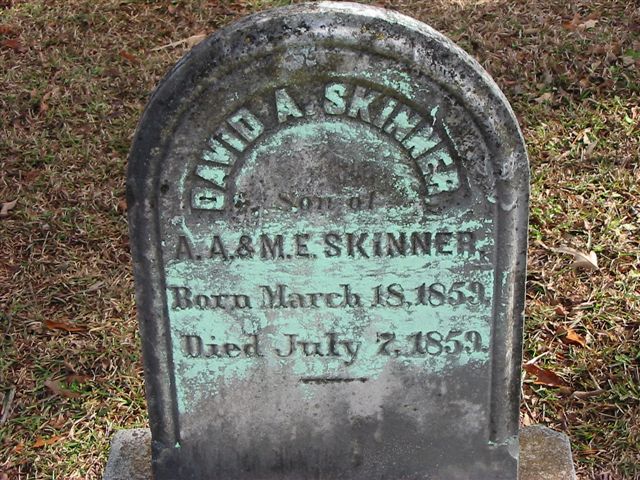 DAVID A. SKINNER,
Son of
A. A. & M. E. SKINNER.
Born March 18, 1859.
Died July 7, 1859.